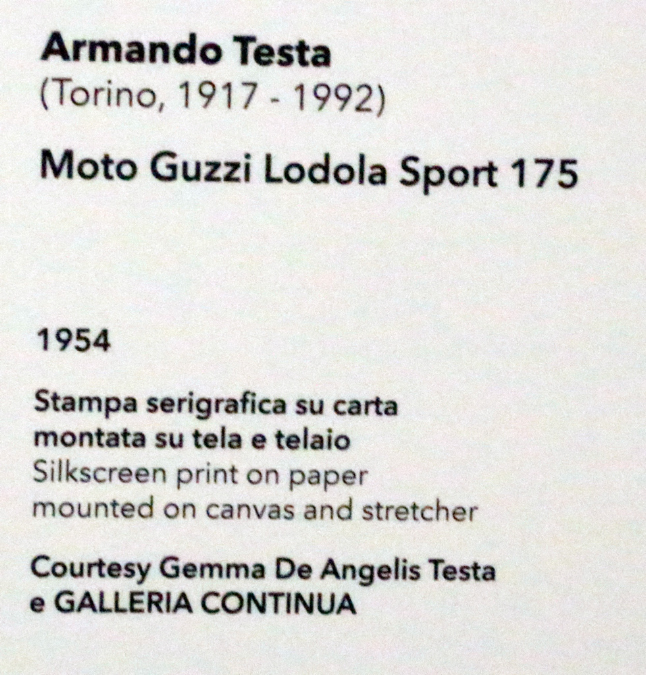 Armando Testa
(Torino, 1917 - 1992)
Moto Guzzi Lodola Sport 175
1954
Stampa serigrafica su carta
montata su tela e telaio
Silkscreen print on paper
mounted on canvas and stretcher
Courtesy Gemma De Angelis Testa
e GALLERIA CONTINUA